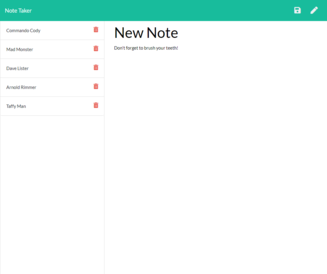 Note Taker
Commando Cody
Mad Monster
Dave Lister
Arnold Rimmer
Taffy Man
New Note
Don't forget to brush your teeth!